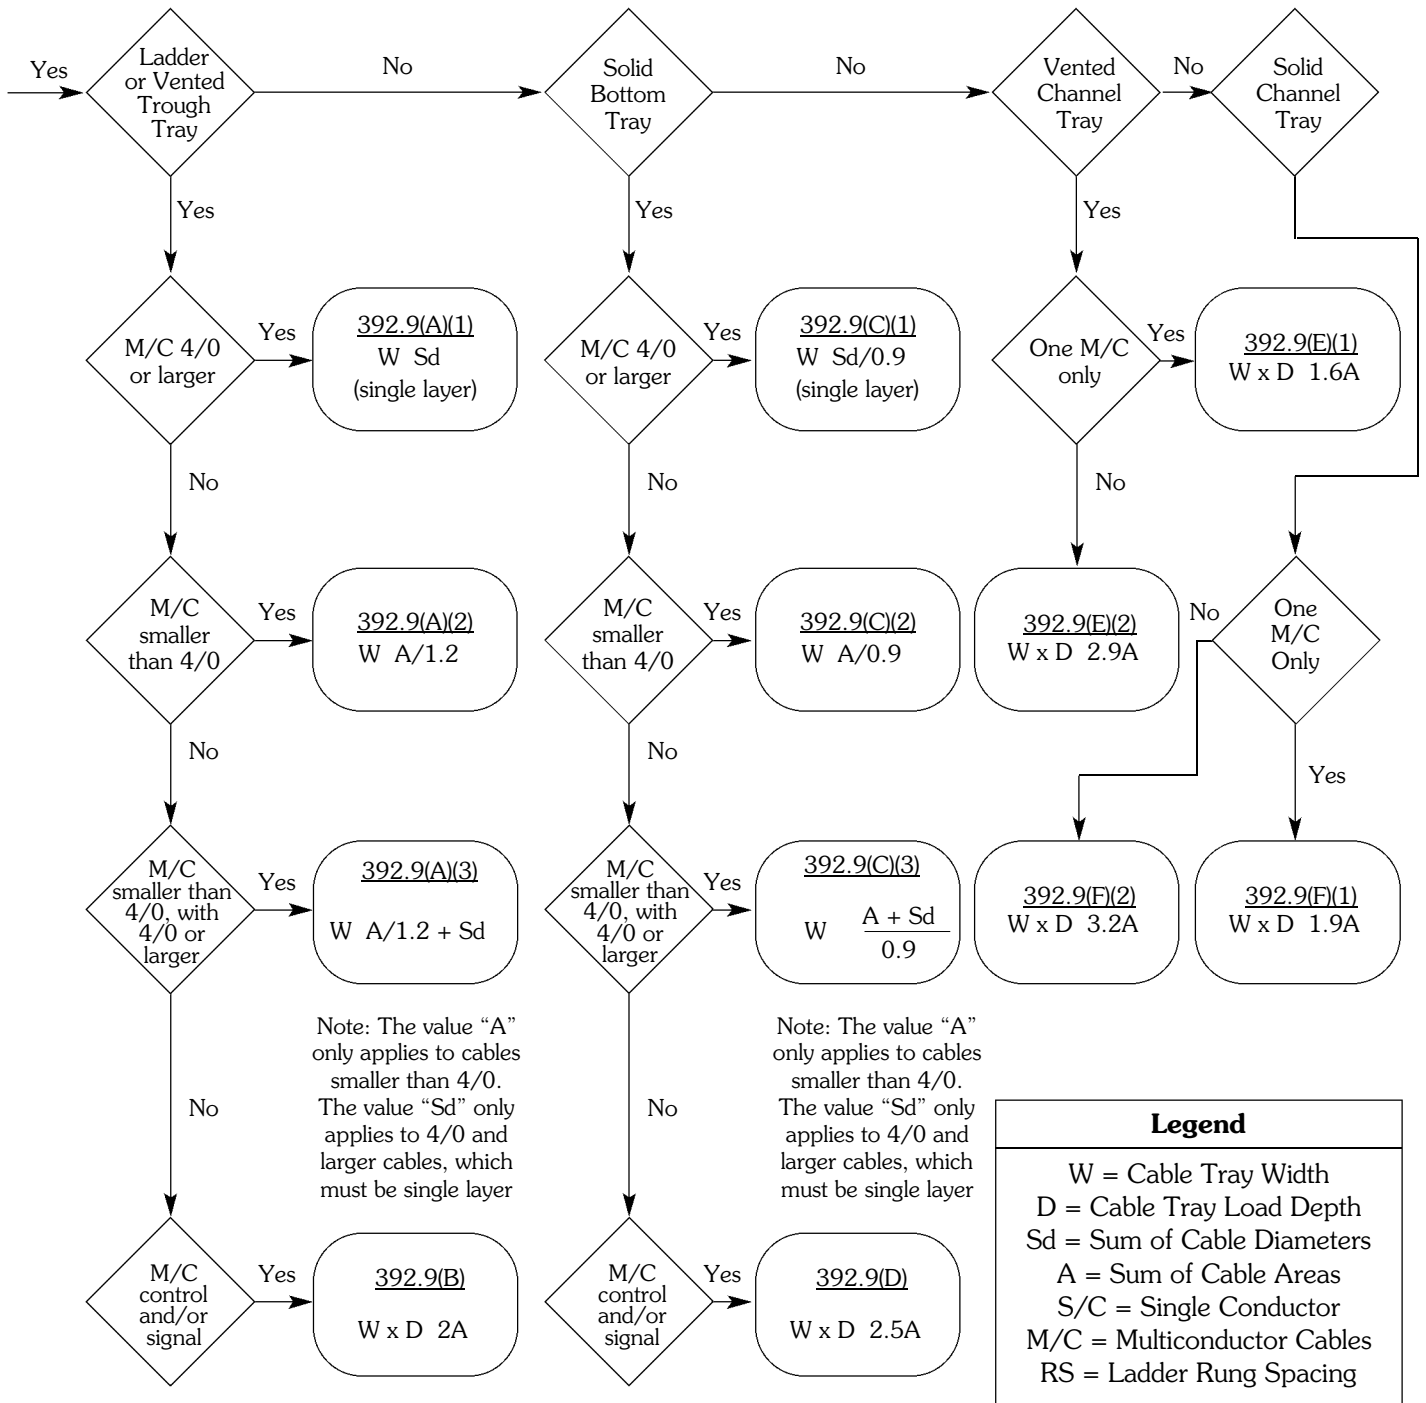 Yes
Ladder
or Vented
Trough
Tray
No
Solid
Bottom
Tray
No
Vented
Channel
Tray
No
Solid
Channel
Tray
Yes
Yes
Yes
M/C 4/0
or larger
Yes
392.9(A)(1)
W Sd
(single layer)
M/C 4/0
or larger
Yes
392.9(C)(1)
W Sd/0.9
(single layer)
One M/C
only
Yes
392.9(E)(1)
W x D 1.6A
No
No
No
M/C
smaller
than 4/0
Yes
392.9(A)(2)
W A/1.2
M/C
smaller
than 4/0
Yes
392.9(C)(2)
W A/0.9
392.9(E)(2)
W x D 2.9A
No
One
M/C
Only
No
No
Yes
M/C
smaller than
4/0, with
4/0 or
larger
Yes
392.9(A)(3)
W A/1.2 + Sd
M/C
smaller than
4/0, with
4/0 or
larger
Yes
392.9(C)(3)
W A + Sd
0.9
392.9(F)(2)
W x D 3.2A
392.9(F)(1)
W x D 1.9A
No
Note: The value “A”
only applies to cables
smaller than 4/0.
The value “Sd” only
applies to 4/0 and
larger cables, which
must be single layer
No
Note: The value “A”
only applies to cables
smaller than 4/0.
The value “Sd” only
applies to 4/0 and
larger cables, which
must be single layer
M/C
control
and/or
signal
Yes
392.9(B)
W x D 2A
M/C
control
and/or
signal
Yes
392.9(D)
W x D 2.5A
Legend
W = Cable Tray Width
D = Cable Tray Load Depth
Sd = Sum of Cable Diameters
A = Sum of Cable Areas
S/C = Single Conductor
M/C = Multiconductor Cables
RS = Ladder Rung Spacing